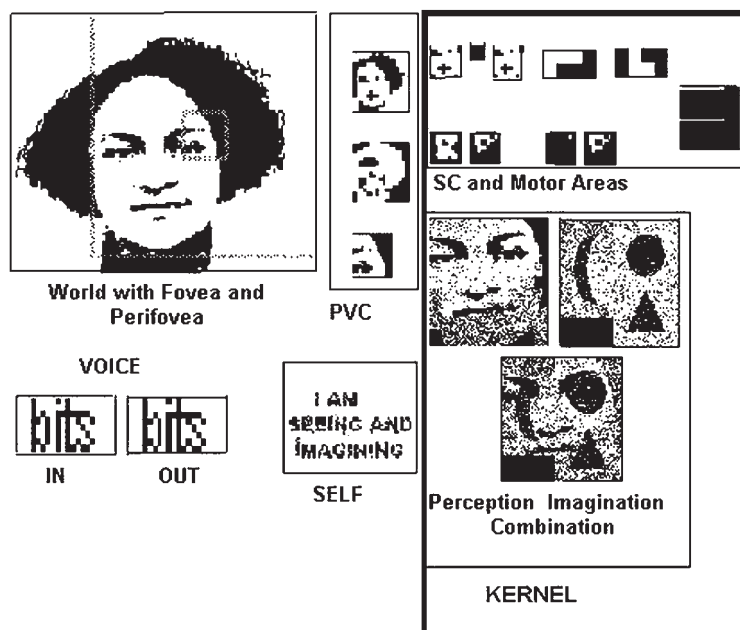 SC and Motor Areas
World with Fovea and
Perifovea
PVC
VOICE
bits
bits
IN
OUT
I AM
SEEING AND
IMAGINING
SELF
Perception Imagination
Combination
KERNEL